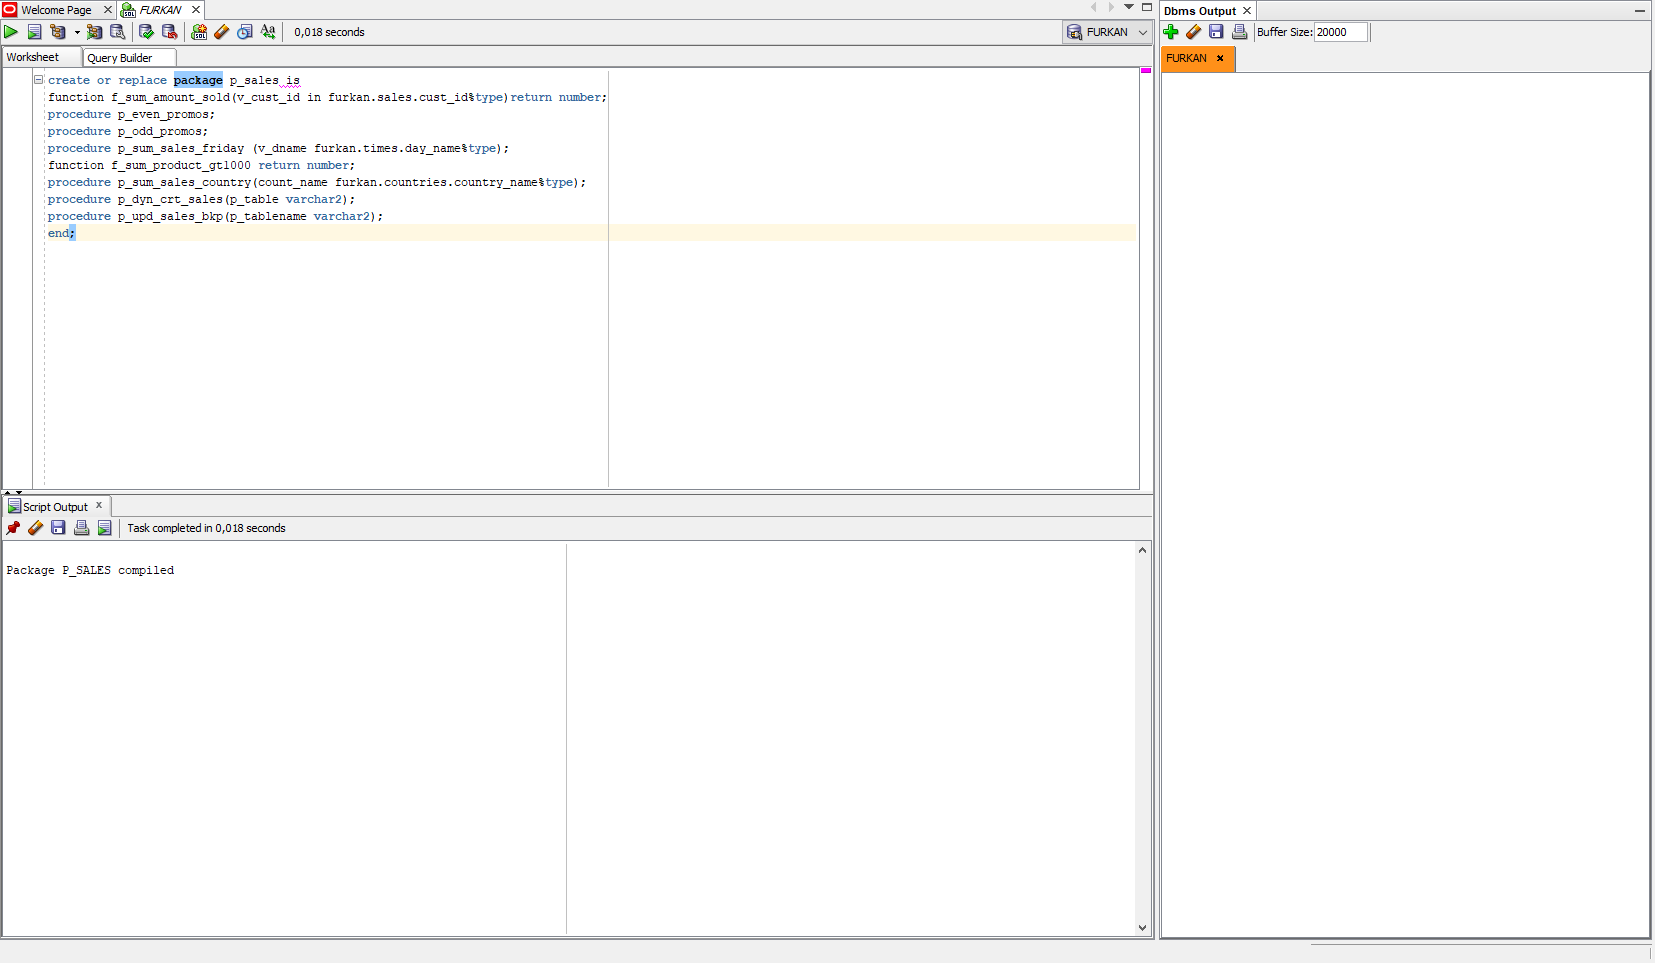 Welcome Page
FURKAN
0,018 seconds
FURKAN
Worksheet
Query Builder
create or replace package p_sales is
function f_sum_amount_sold(v_cust_id in furkan.sales.cust_id%type)return number;
procedure p_even_promos;
procedure p_odd_promos;
procedure p_sum_sales_friday (v_dname furkan.times.day_name%type);
function f_sum_product_gt1000 return number;
procedure p_sum_sales_country(count_name furkan.countries.country_name%type);
procedure p_dyn_crt_sales(p_table varchar2);
procedure p_upd_sales_bkp(p_tablename varchar2);
end;
Script Output
Task completed in 0,018 seconds
Package P_SALES compiled
Dbms Output
Buffer Size: 20000
FURKAN